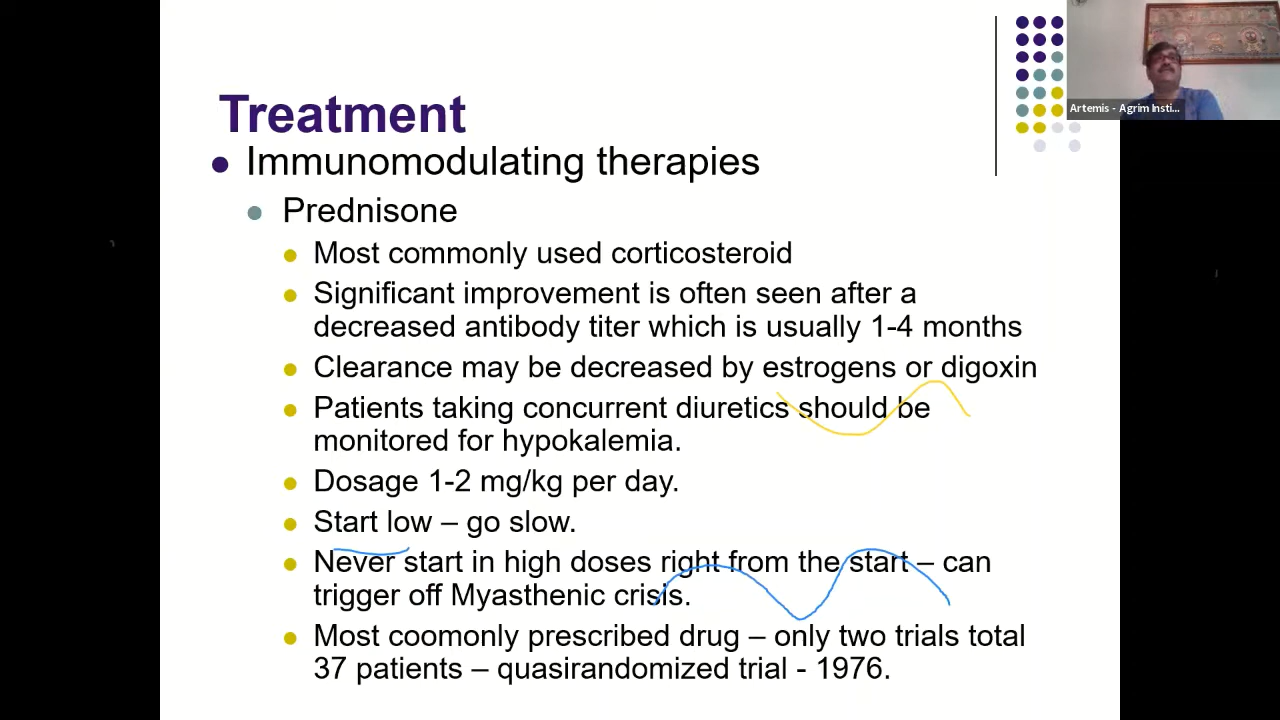 Artemis - Agrim Insti...
Treatment
Immunomodulating therapies
Prednisone
Most commonly used corticosteroid
Significant improvement is often seen after a
decreased antibody titer which is usually 1-4 months
Clearance may be decreased by estrogens or digoxin
Patients taking concurrent diuretics should be
monitored for hypokalemia.
Dosage 1-2 mg/kg per day.
Start low – go slow.
Never start in high doses right from the start – can
trigger off Myasthenic crisis.
Most coomonly prescribed drug – only two trials total
37 patients – quasirandomized trial - 1976.